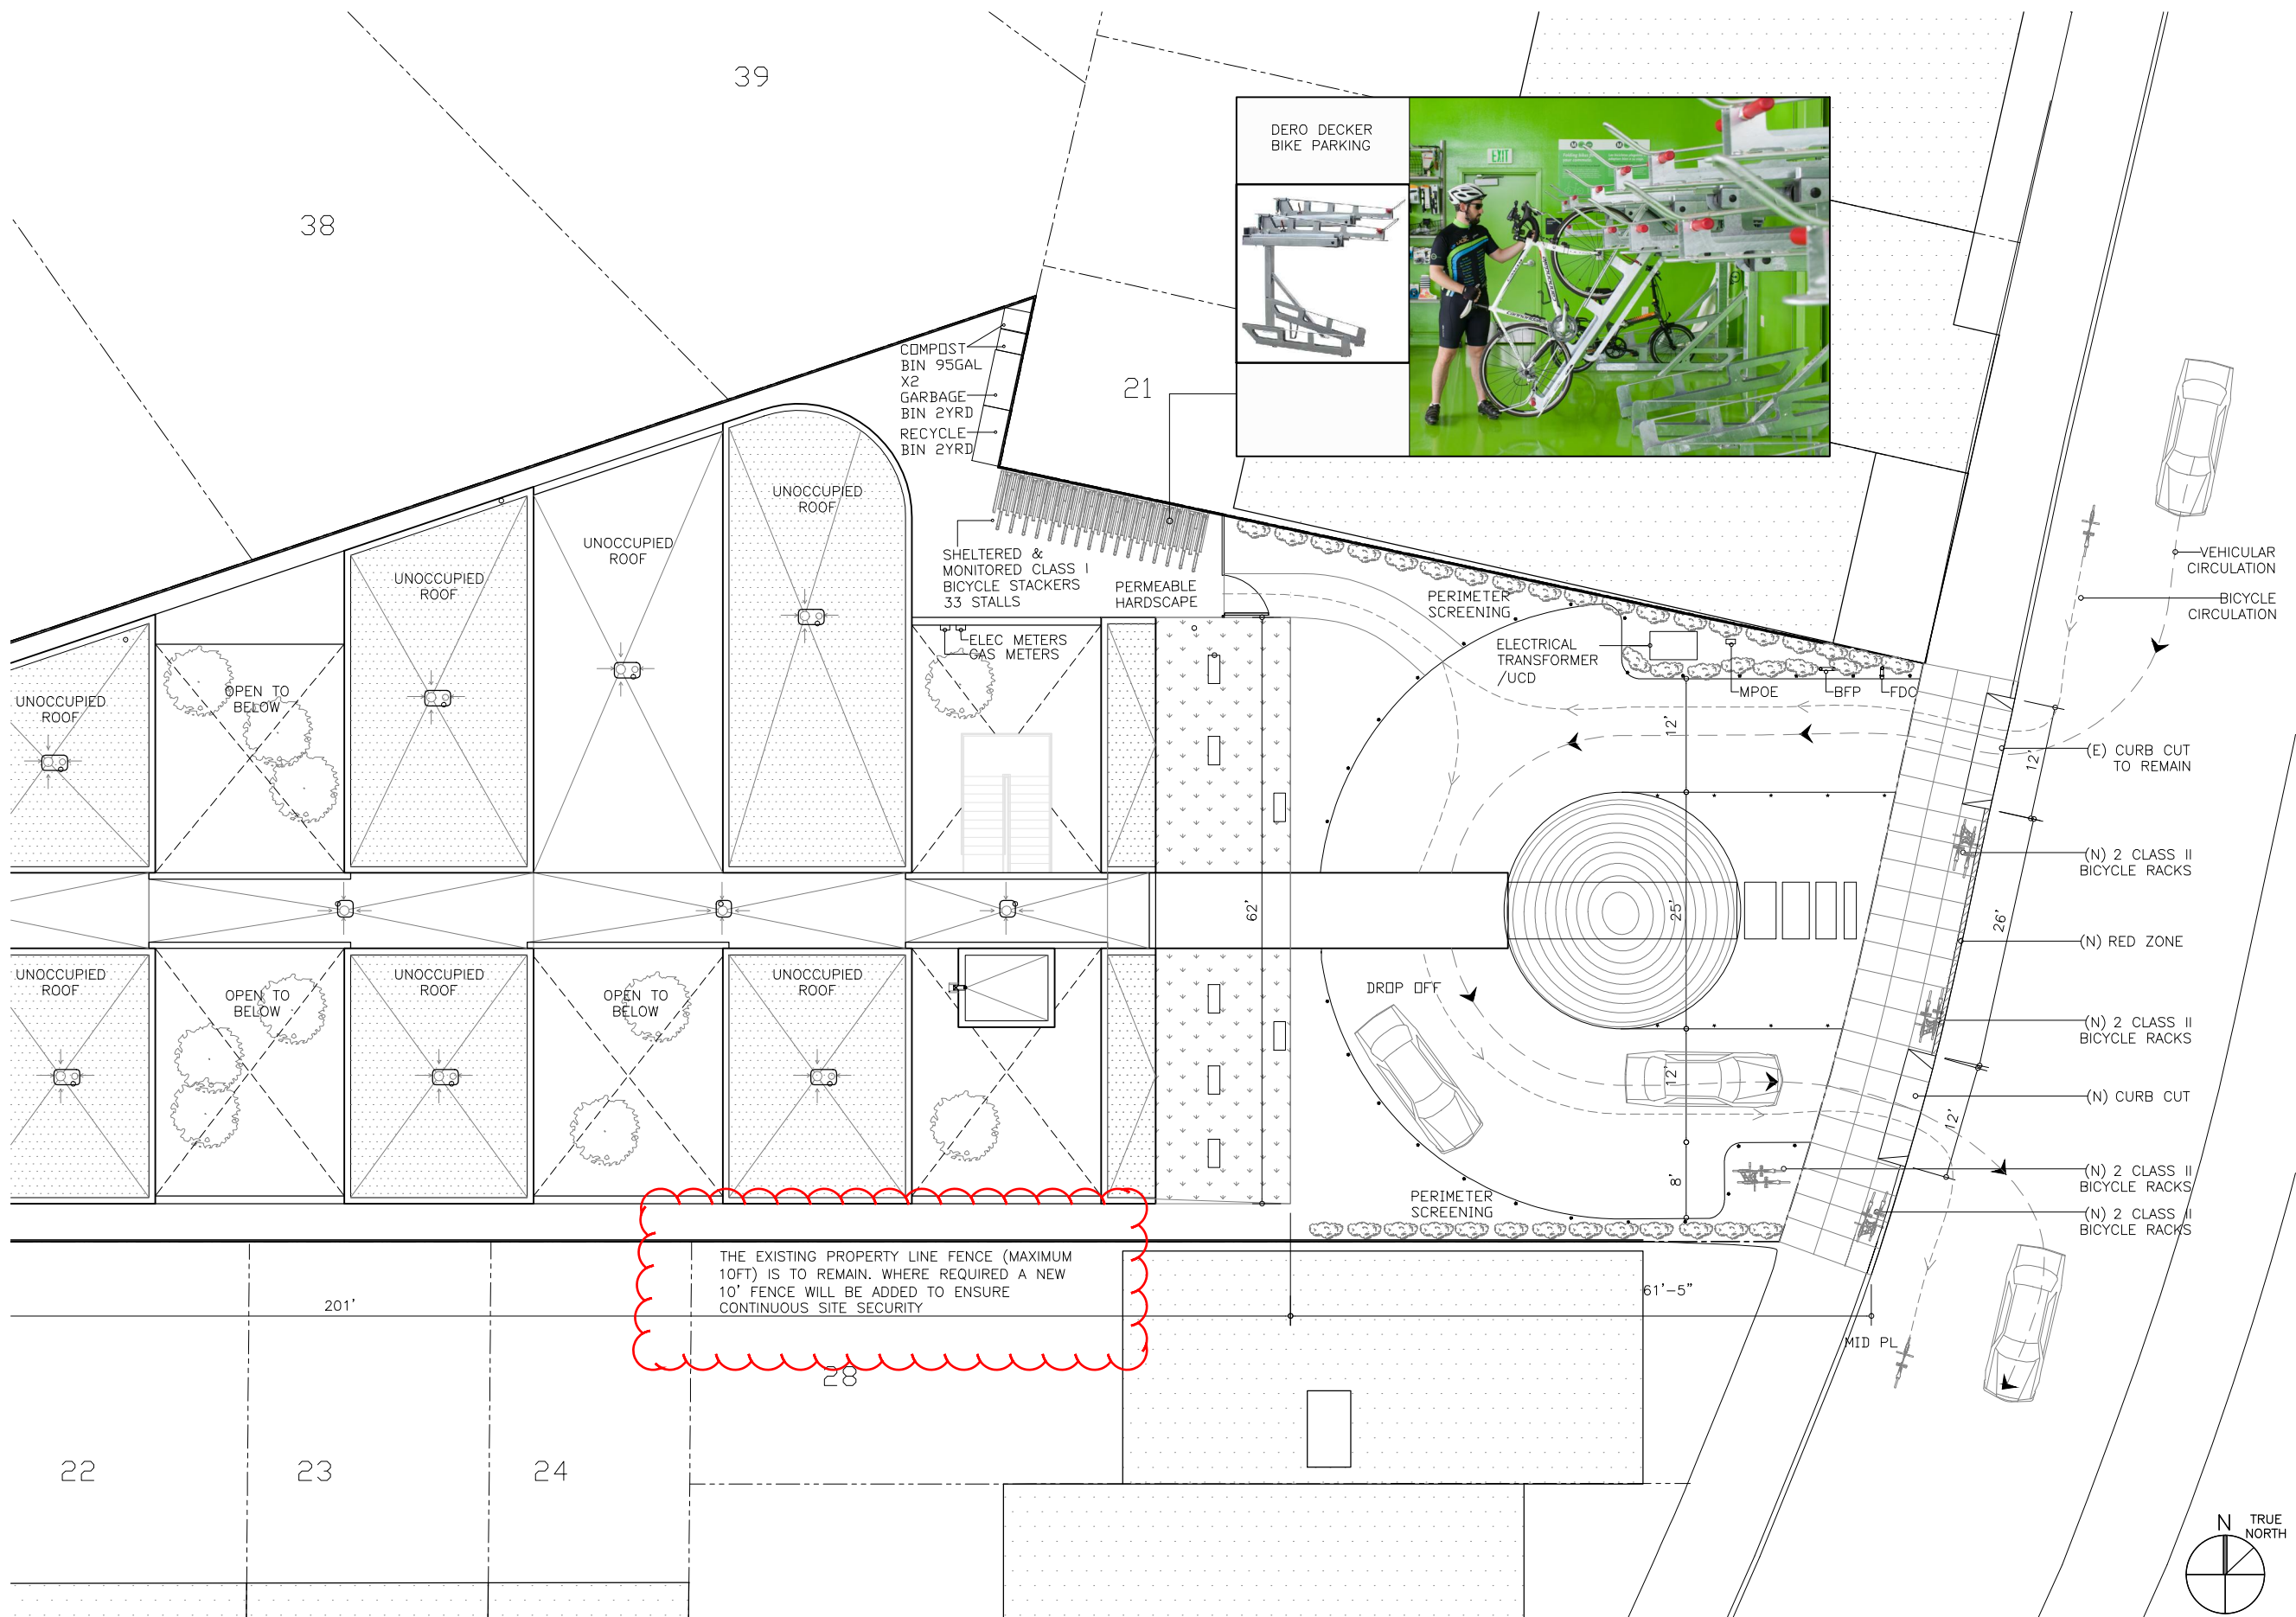 39
38
DERO DECKER
BIKE PARKING
EXIT
COMPOST
BIN 95GAL
X2
GARBAGE
BIN 2YRD
RECYCLE
BIN 2YRD
21
UNOCCUPIED
ROOF
UNOCCUPIED
ROOF
UNOCCUPIED
ROOF
UNOCCUPIED
ROOF
OPEN TO
BELOW
SHELTERED &
MONITORED CLASS I
BICYCLE STACKERS
33 STALLS
PERMEABLE
HARDSCAPE
ELEC METERS
GAS METERS
PERIMETER
SCREENING
ELECTRICAL
TRANSFORMER
/UCD
MPOE
BFP
FDC
VEHICULAR
CIRCULATION
BICYCLE
CIRCULATION
12'
12'
(E) CURB CUT
TO REMAIN
(N) 2 CLASS II
BICYCLE RACKS
62'
25'
26'
(N) RED ZONE
UNOCCUPIED
ROOF
OPEN TO
BELOW
UNOCCUPIED
ROOF
OPEN TO
BELOW
UNOCCUPIED
ROOF
DROP OFF
(N) 2 CLASS II
BICYCLE RACKS
12'
12'
(N) CURB CUT
8'
(N) 2 CLASS II
BICYCLE RACKS
PERIMETER
SCREENING
(N) 2 CLASS II
BICYCLE RACKS
THE EXISTING PROPERTY LINE FENCE (MAXIMUM
10FT) IS TO REMAIN. WHERE REQUIRED A NEW
10' FENCE WILL BE ADDED TO ENSURE
CONTINUOUS SITE SECURITY
201'
61'-5"
MID PL
28
22
23
24
N
TRUE
NORTH